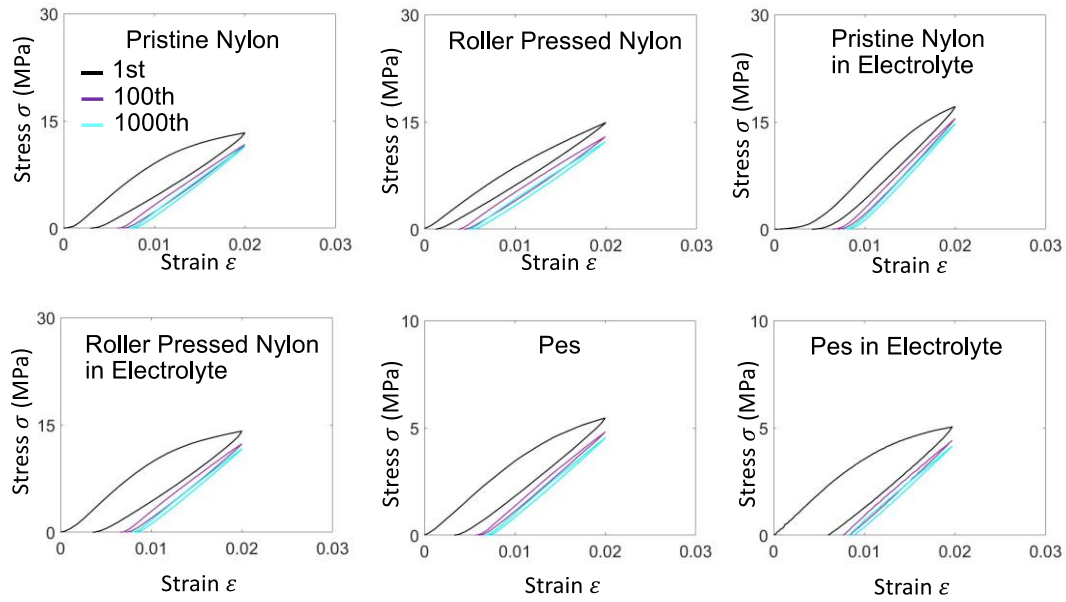 Pristine Nylon
1st
100th
1000th
Stress σ (MPa)
30
15
0
0
0.01
0.02
0.03
Strain ε
Roller Pressed Nylon
Stress σ (MPa)
30
15
0
0
0.01
0.02
0.03
Strain ε
Pristine Nylon
in Electrolyte
Stress σ (MPa)
30
15
0
0
0.01
0.02
0.03
Strain ε
Roller Pressed Nylon
in Electrolyte
Stress σ (MPa)
30
15
0
0
0.01
0.02
0.03
Strain ε
Pes
Stress σ (MPa)
10
5
0
0
0.01
0.02
0.03
Strain ε
Pes in Electrolyte
Stress σ (MPa)
10
5
0
0
0.01
0.02
0.03
Strain ε